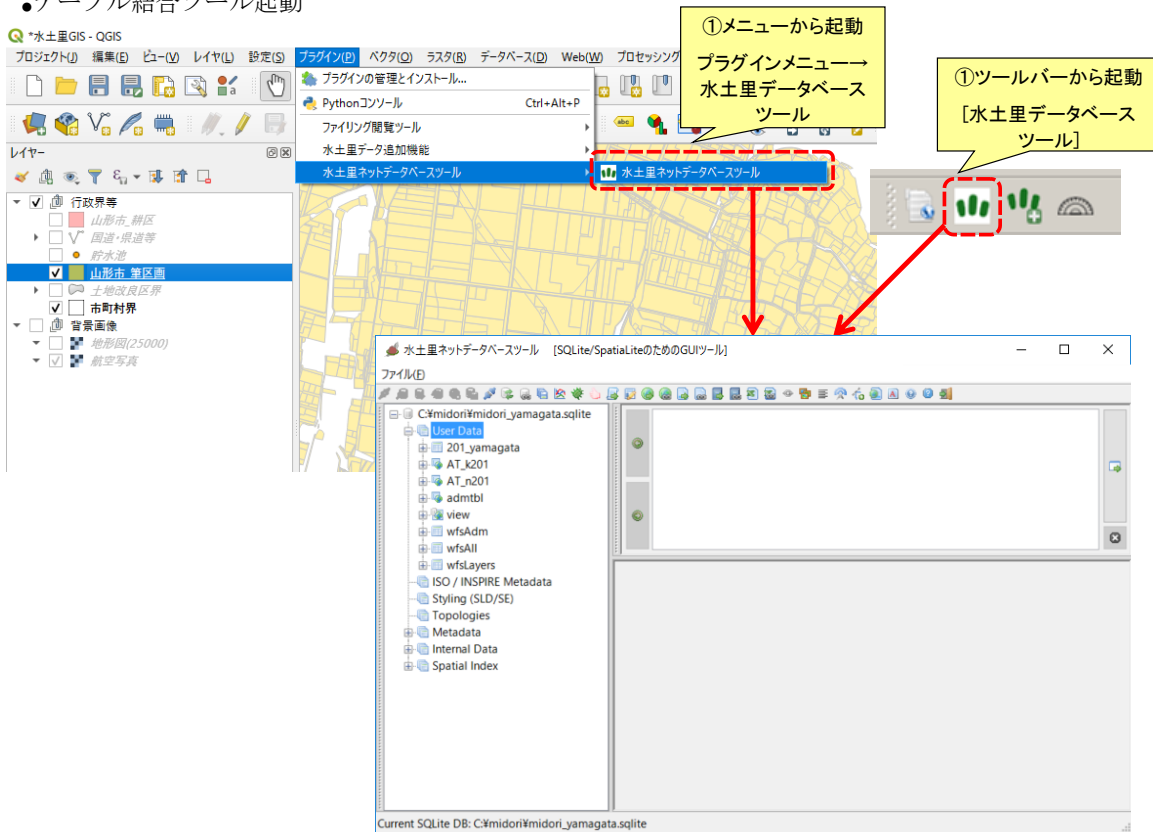 ●テーブル結合ツール起動
*水土里GIS - QGIS
プロジェクト(J) 編集(E) ビュー(V) レイヤ(L) 設定(S) プラグイン(P) ベクタ(O) ラスタ(R) データベース(D) Web(W) プロセッシング
プラグインの管理とインストール...
Pythonコンソール Ctrl+Alt+P
ファイリング閲覧ツール
水土里データ追加機能
水土里ネットデータベースツール
水土里ネットデータベースツール
abc
①メニューから起動
プラグインメニュー→
水土里データベース
ツール
①ツールバーから起動
[水土里データベース
ツール]
レイヤー
行政界等
山形市_耕区
国道・県道等
貯水池
山形市_筆区画
土地改良区界
市町村界
背景画像
地形図(25000)
航空写真
水土里ネットデータベースツール [SQLite/SpatiaLiteのためのGUIツール]
ファイル(F)
C:¥midori¥midori_yamagata.sqlite
User Data
201_yamagata
AT_k201
AT_n201
admtbl
view
wfsAdm
wfsAll
wfsLayers
ISO / INSPIRE Metadata
Styling (SLD/SE)
Topologies
Metadata
Internal Data
Spatial Index
Current SQLite DB: C:¥midori¥midori_yamagata.sqlite